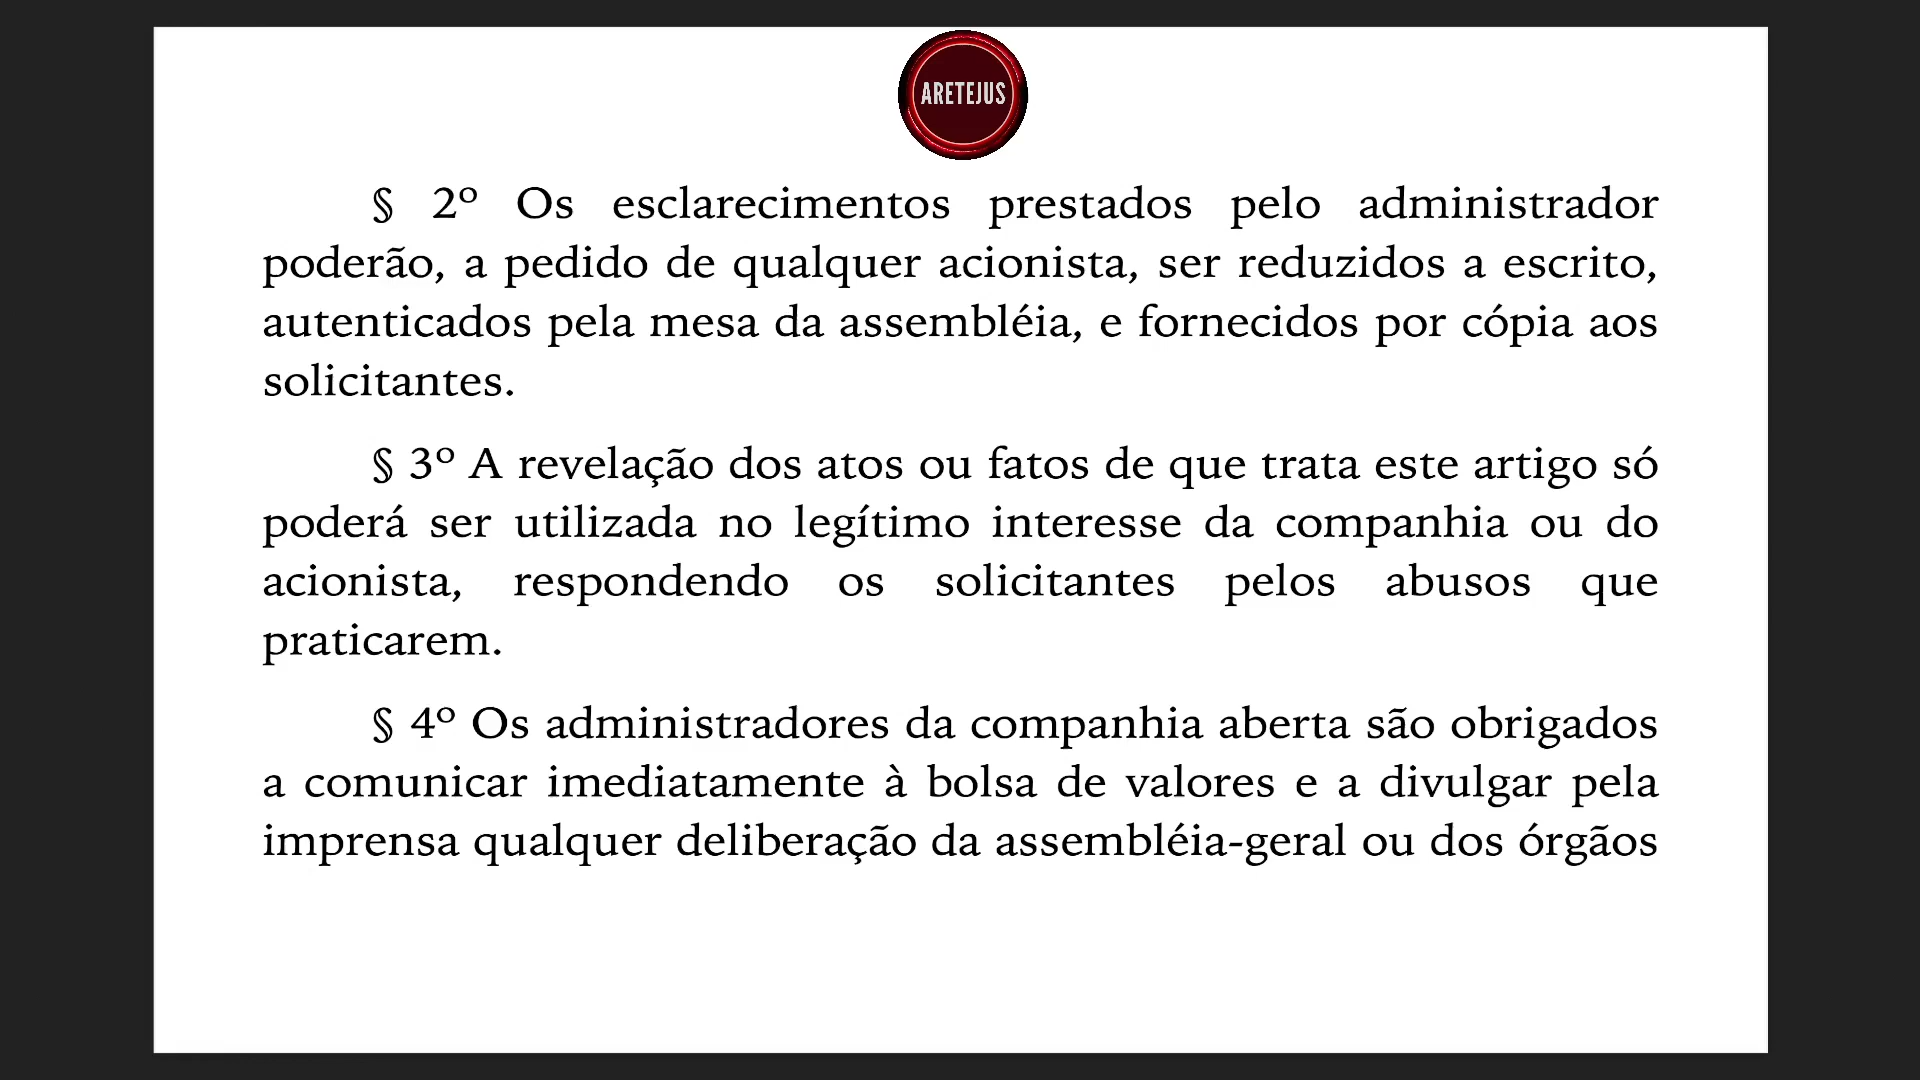 ARETEJUS
§ 2º Os esclarecimentos prestados pelo administrador
poderão, a pedido de qualquer acionista, ser reduzidos a escrito,
autenticados pela mesa da assembléia, e fornecidos por cópia aos
solicitantes.
§ 3º A revelação dos atos ou fatos de que trata este artigo só
poderá ser utilizada no legítimo interesse da companhia ou do
acionista, respondendo os solicitantes pelos abusos que
praticarem.
§ 4º Os administradores da companhia aberta são obrigados
a comunicar imediatamente à bolsa de valores e a divulgar pela
imprensa qualquer deliberação da assembléia-geral ou dos órgãos